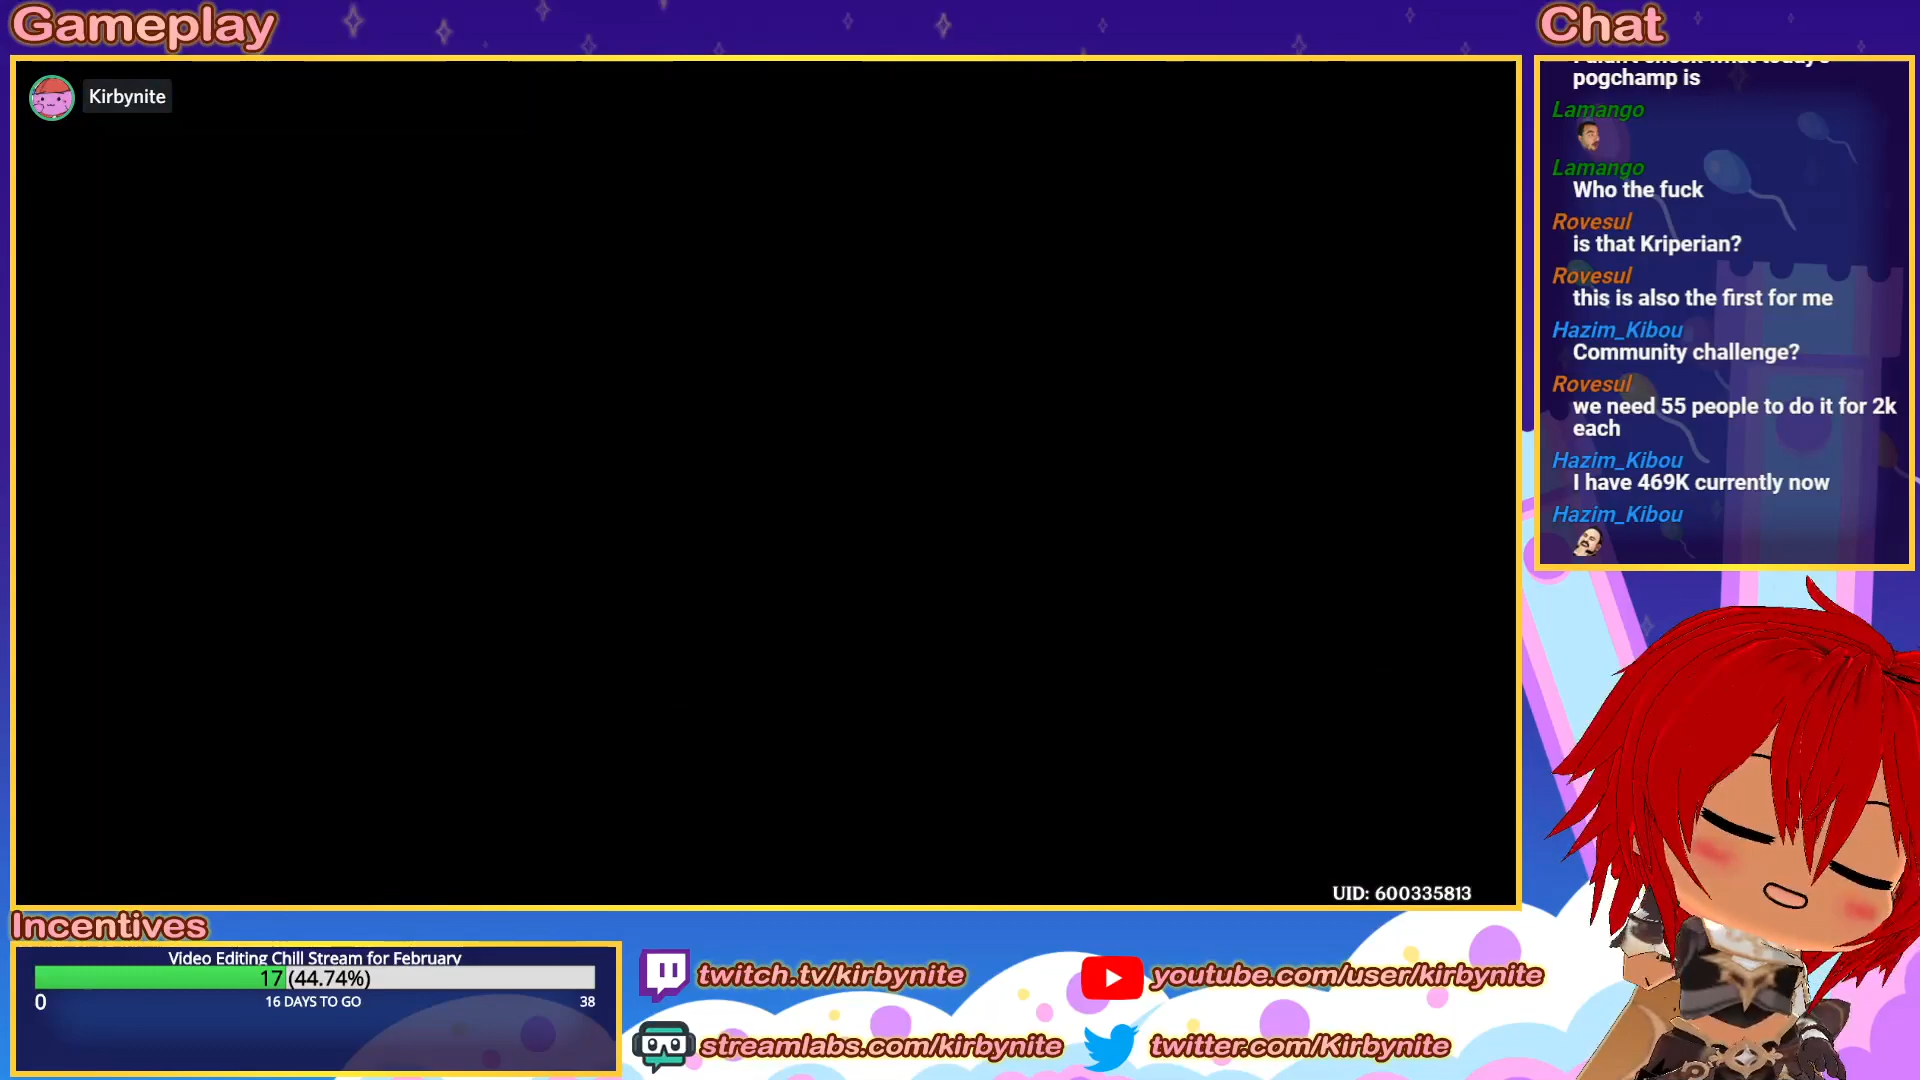 Gameplay
Chat
Kirbynite
pogchamp is
Lamango
Lamango
Who the fuck
Rovesul
is that Kriperian?
Rovesul
this is also the first for me
Hazim_Kibou
Community challenge?
Rovesul
we need 55 people to do it for 2k
each
Hazim_Kibou
I have 469K currently now
Hazim_Kibou
UID: 600335813
Incentives
Video Editing Chill Stream for February
17 (44.74%)
0
16 DAYS TO GO
38
twitch.tv/kirbynite
youtube.com/user/kirbynite
streamlabs.com/kirbynite
twitter.com/Kirbynite